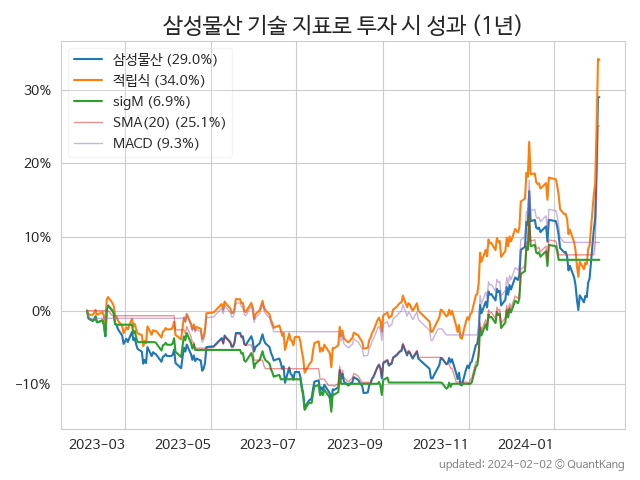 삼성물산 기술 지표로 투자 시 성과 (1년)
삼성물산 (29.0%)
적립식 (34.0%)
sigM (6.9%)
SMA(20) (25.1%)
MACD (9.3%)
30%
20%
10%
0%
−10%
2023-03
2023-05
2023-07
2023-09
2023-11
2024-01
updated: 2024-02-02 © QuantKang